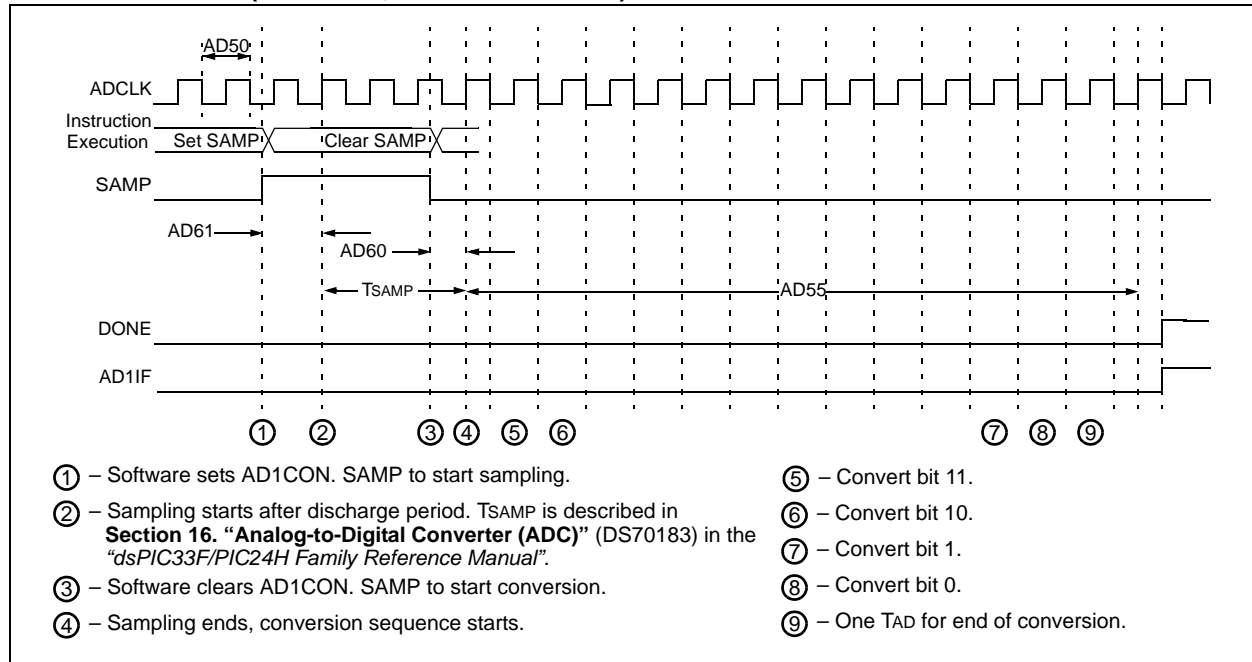 AD50
ADCLK
Instruction
Execution Set SAMP Clear SAMP
SAMP
AD61
AD60
TSAMP AD55
DONE
AD1IF
1 2 3 4 5 6 7 8 9
1 – Software sets AD1CON. SAMP to start sampling.
2 – Sampling starts after discharge period. TSAMP is described in
Section 16. “Analog-to-Digital Converter (ADC)” (DS70183) in the
“dsPIC33F/PIC24H Family Reference Manual”.
3 – Software clears AD1CON. SAMP to start conversion.
4 – Sampling ends, conversion sequence starts.
5 – Convert bit 11.
6 – Convert bit 10.
7 – Convert bit 1.
8 – Convert bit 0.
9 – One TAD for end of conversion.